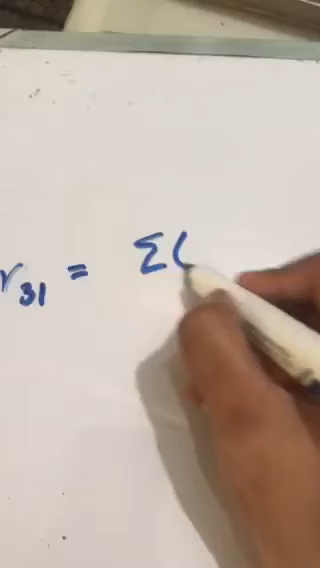 r₃₁ = Σ(